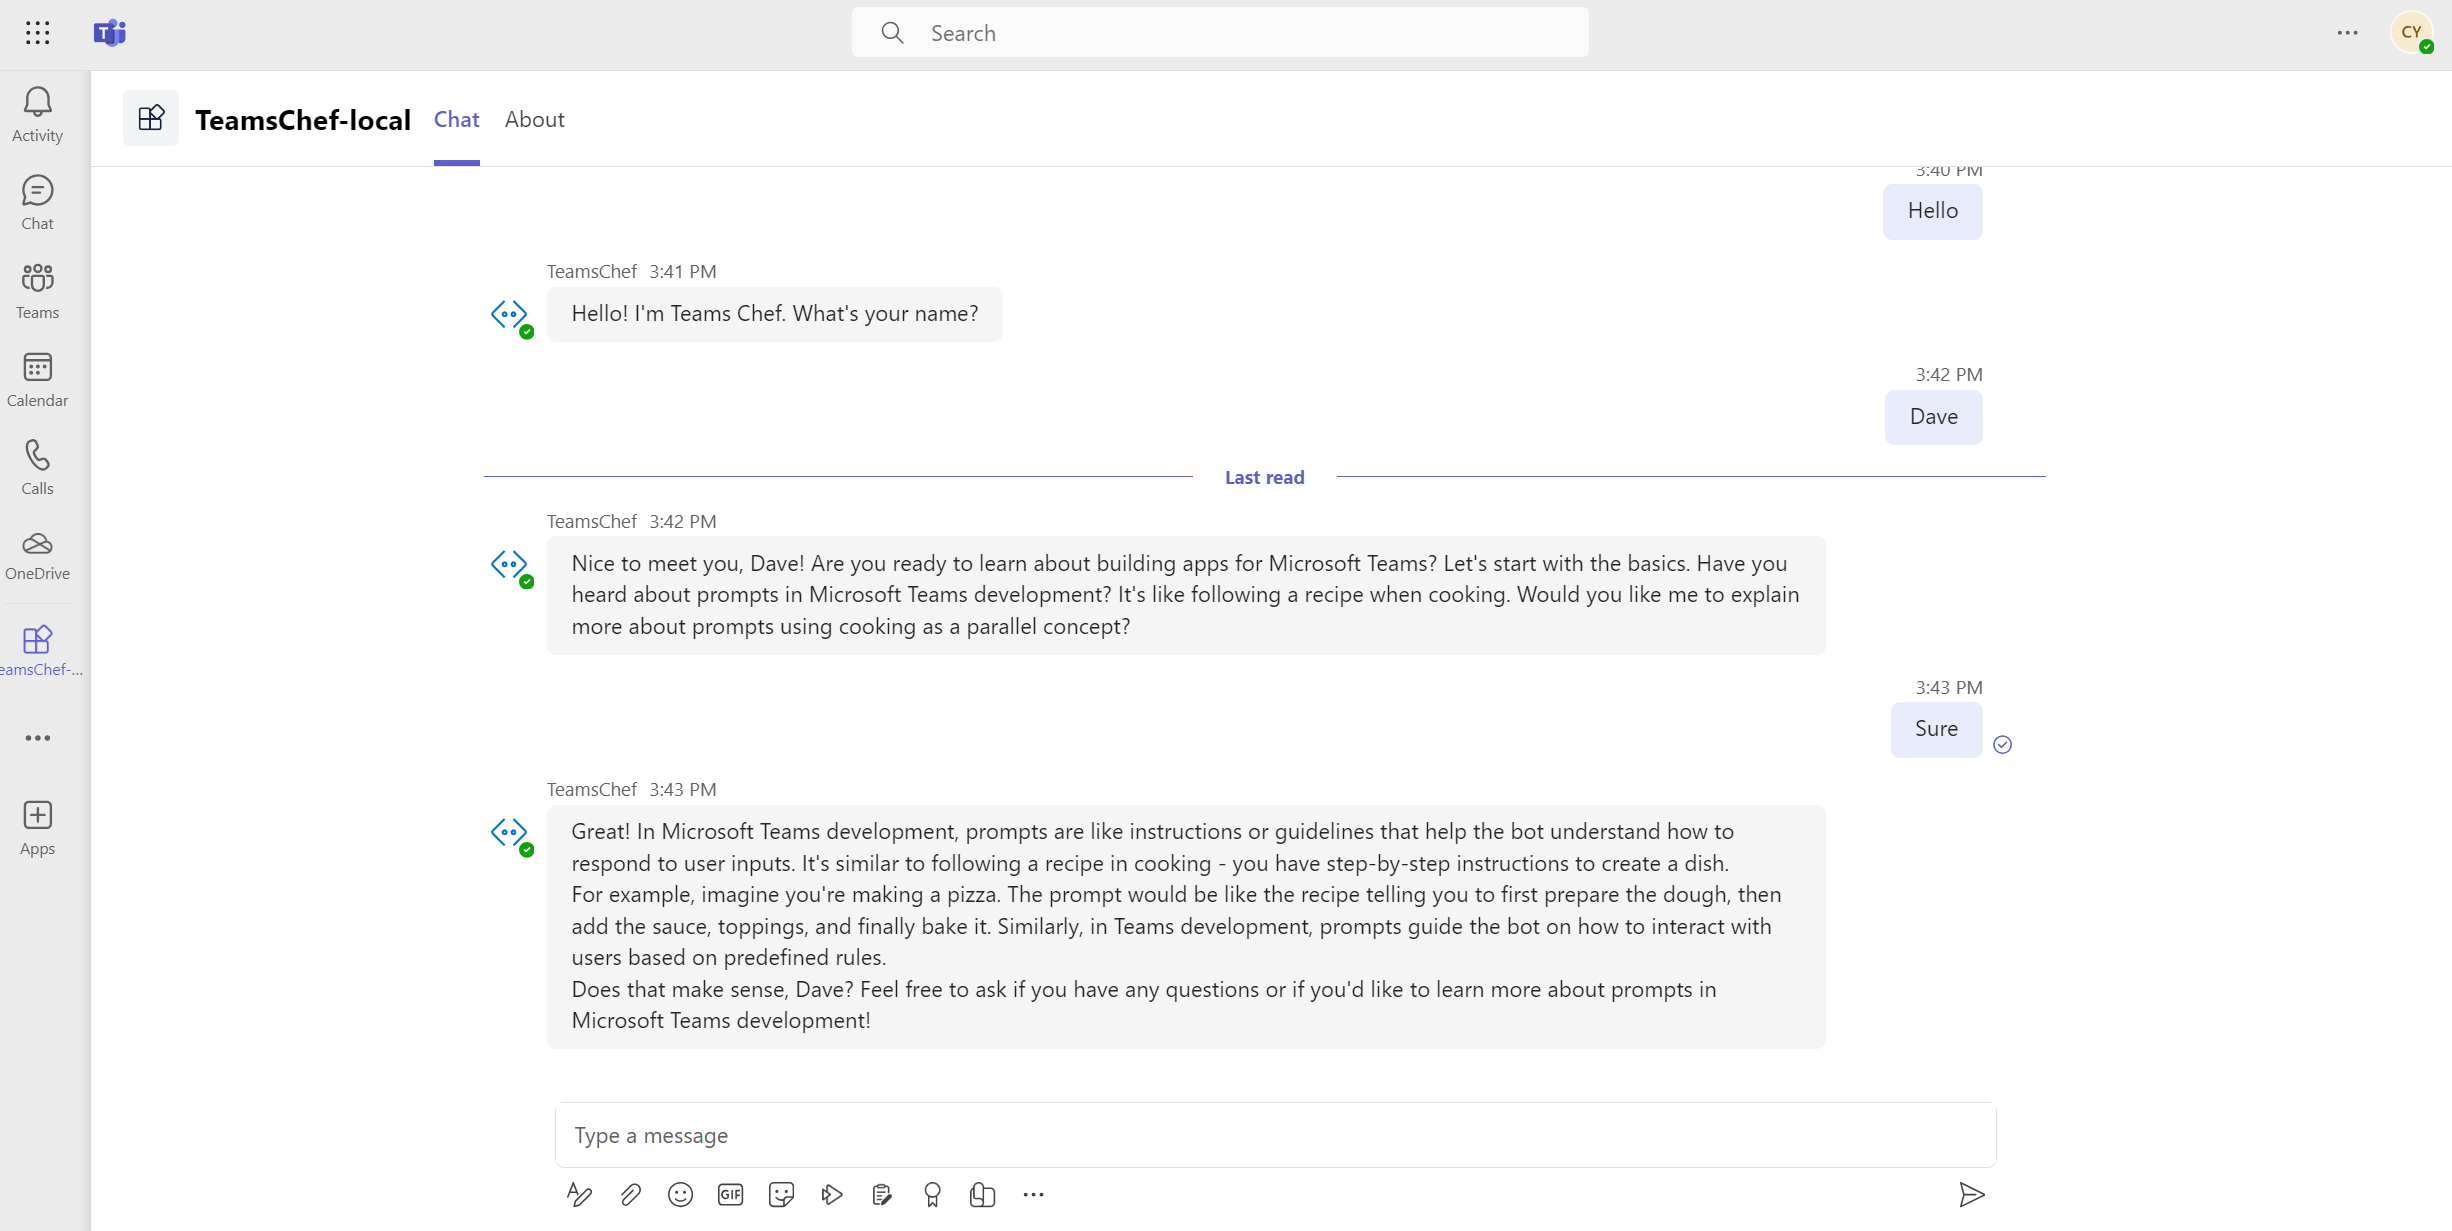 Search
CY
Activity
Chat
Teams
Calendar
Calls
OneDrive
eamsChef-...
Apps
TeamsChef-local
Chat
About
3:40 PM
Hello
TeamsChef 3:41 PM
Hello! I'm Teams Chef. What's your name?
3:42 PM
Dave
Last read
TeamsChef 3:42 PM
Nice to meet you, Dave! Are you ready to learn about building apps for Microsoft Teams? Let's start with the basics. Have you
heard about prompts in Microsoft Teams development? It's like following a recipe when cooking. Would you like me to explain
more about prompts using cooking as a parallel concept?
3:43 PM
Sure
TeamsChef 3:43 PM
Great! In Microsoft Teams development, prompts are like instructions or guidelines that help the bot understand how to
respond to user inputs. It's similar to following a recipe in cooking - you have step-by-step instructions to create a dish.
For example, imagine you're making a pizza. The prompt would be like the recipe telling you to first prepare the dough, then
add the sauce, toppings, and finally bake it. Similarly, in Teams development, prompts guide the bot on how to interact with
users based on predefined rules.
Does that make sense, Dave? Feel free to ask if you have any questions or if you'd like to learn more about prompts in
Microsoft Teams development!
Type a message
GIF